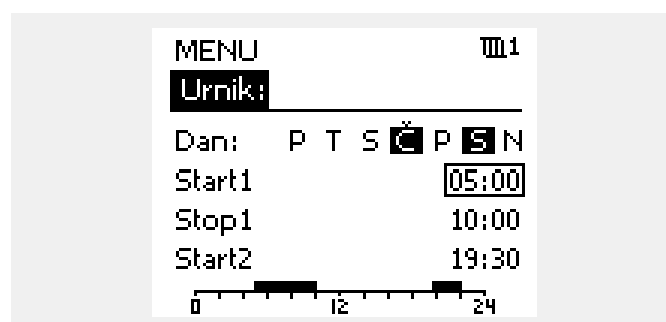 MENU 1
Urnik:
Dan: P T S Č P S N
Start1 05:00
Stop1 10:00
Start2 19:30
0 12 24